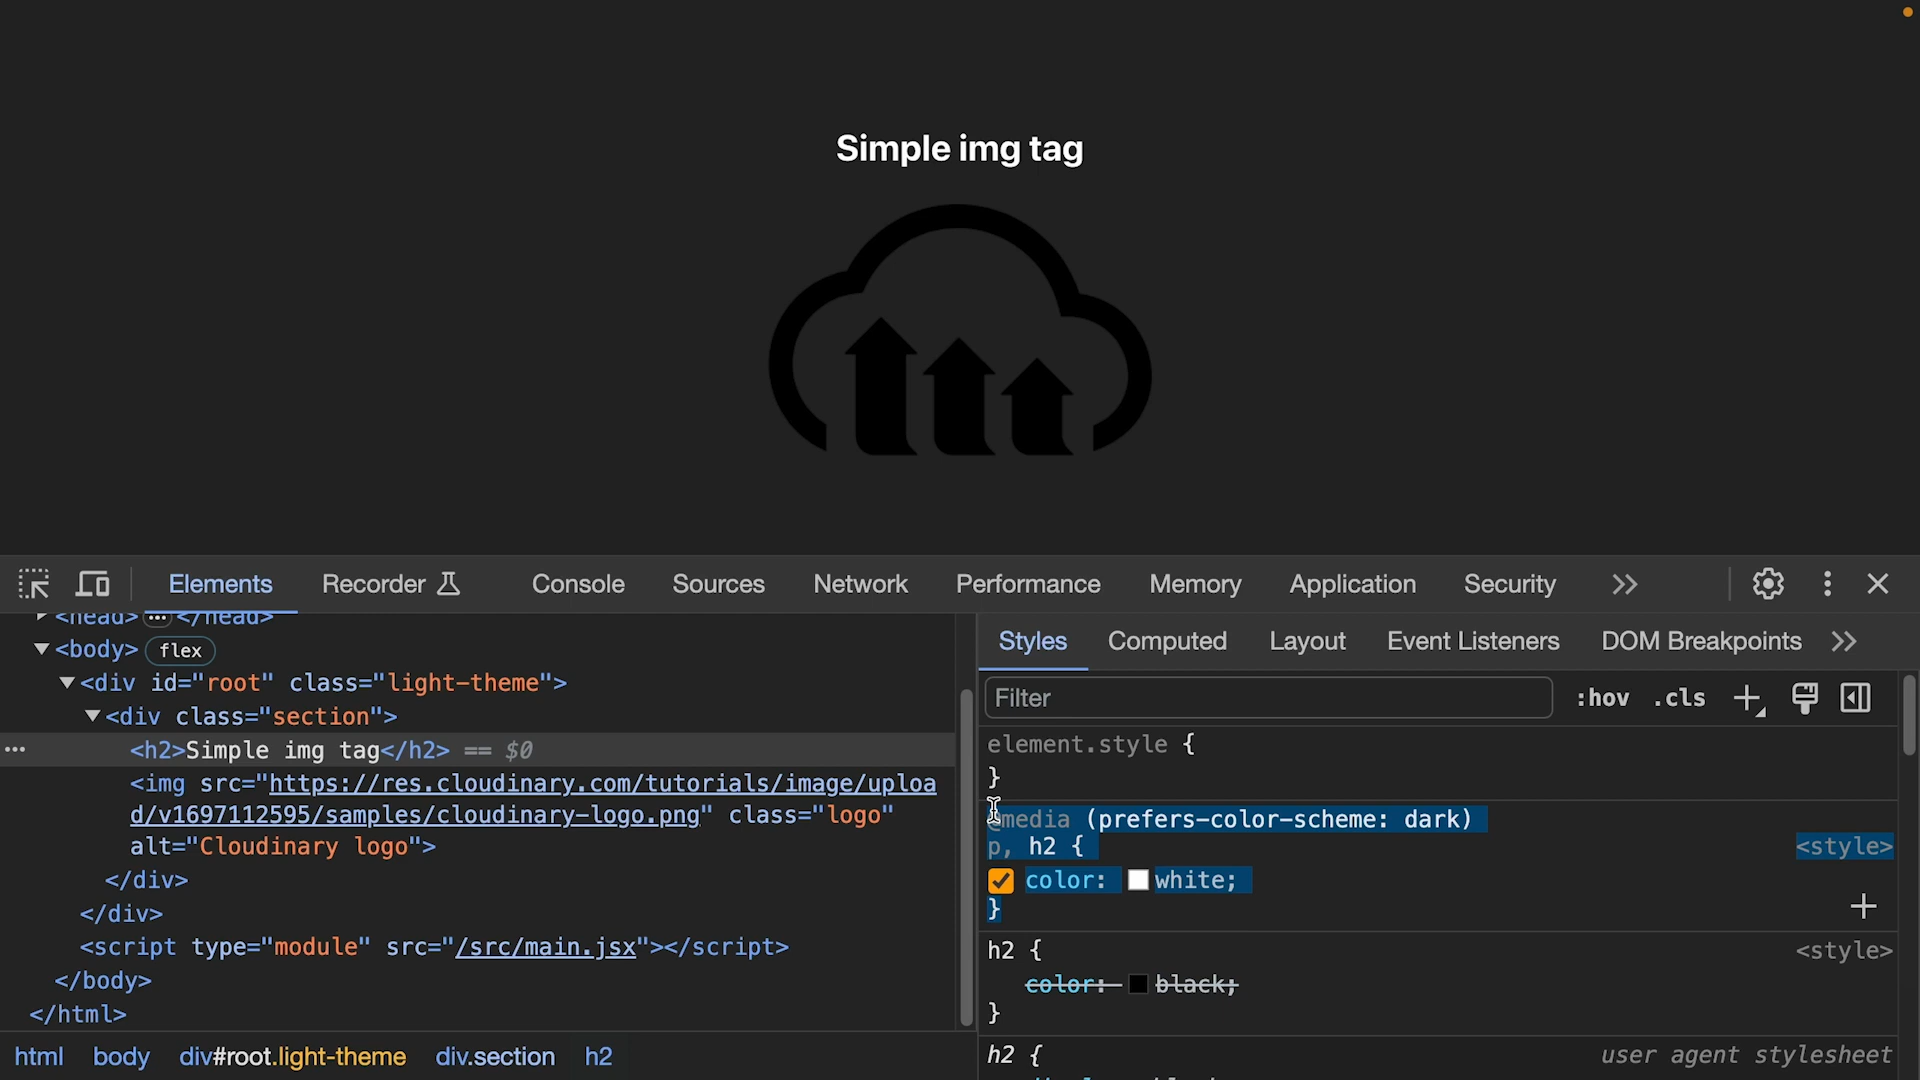 Simple img tag
Elements Recorder Console Sources Network Performance Memory Application Security
<head> … </head>
<body> flex
<div id="root" class="light-theme">
<div class="section">
<h2>Simple img tag</h2> == $0
<img src="https://res.cloudinary.com/tutorials/image/uploa
d/v1697112595/samples/cloudinary-logo.png" class="logo"
alt="Cloudinary logo">
</div>
</div>
<script type="module" src="/src/main.jsx"></script>
</body>
</html>
html body div#root.light-theme div.section h2
Styles Computed Layout Event Listeners DOM Breakpoints
Filter :hov .cls
element.style {
}
@media (prefers-color-scheme: dark)
p, h2 { <style>
color: white;
}
h2 { <style>
color: black;
}
h2 { user agent stylesheet